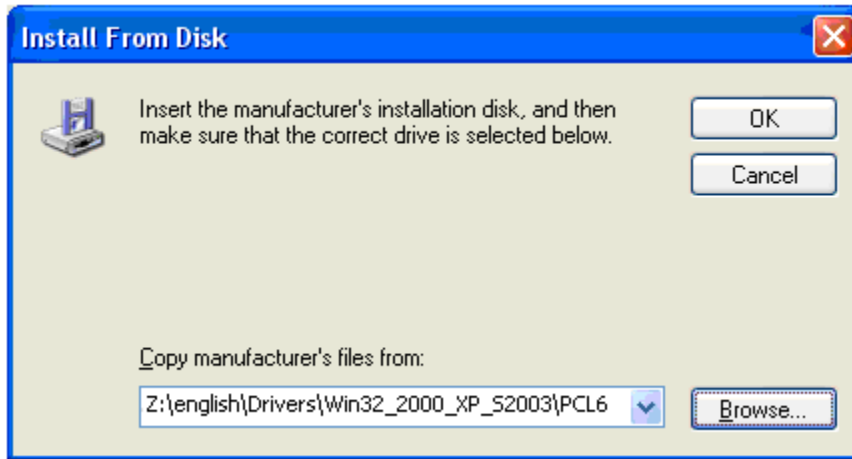 Install From Disk
Insert the manufacturer's installation disk, and then
make sure that the correct drive is selected below.
OK
Cancel
Copy manufacturer's files from:
Z:\english\Drivers\Win32_2000_XP_S2003\PCL6
Browse...